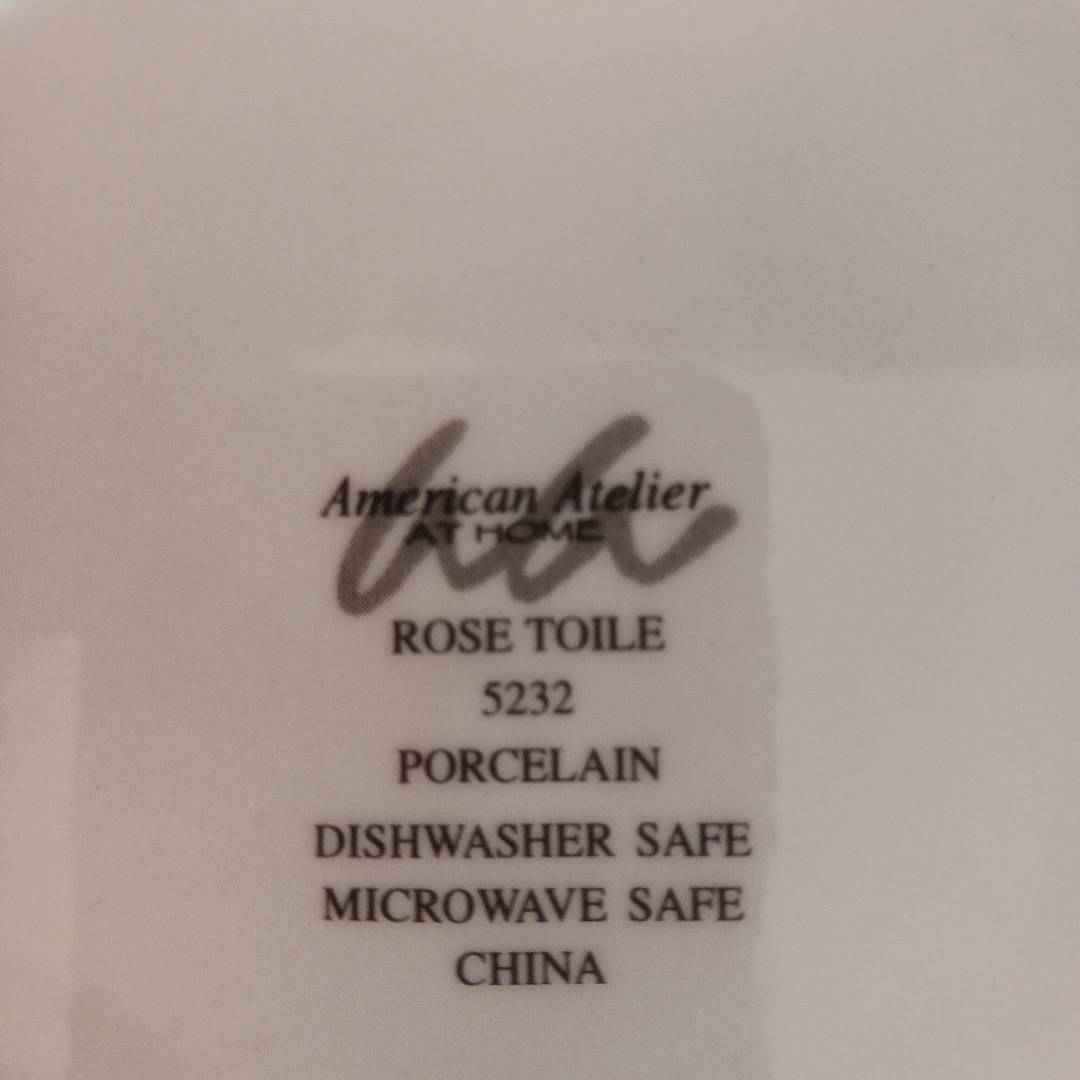 American Atelier
AT HOME
ROSE TOILE
5232
PORCELAIN
DISHWASHER SAFE
MICROWAVE SAFE
CHINA